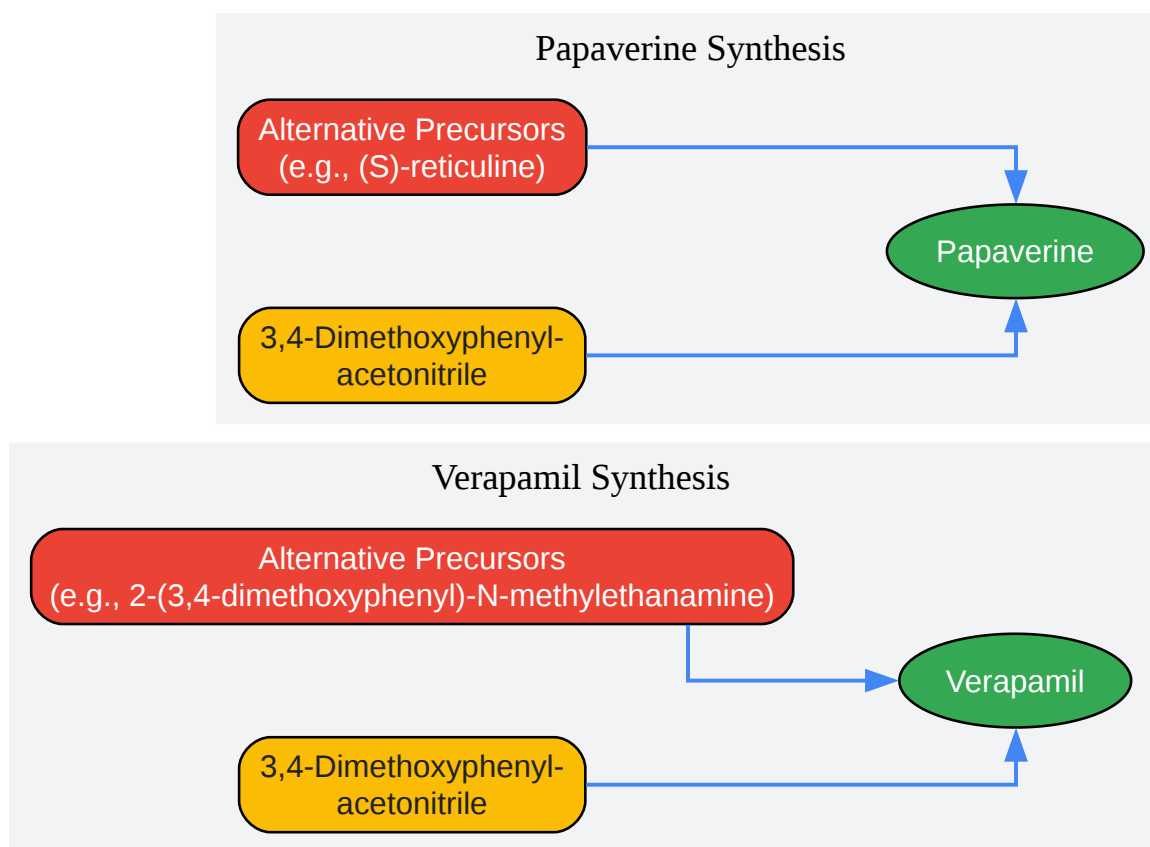 Papaverine Synthesis
Alternative Precursors
(e.g., (S)-reticuline)
Papaverine
3,4-Dimethoxyphenyl-
acetonitrile
Verapamil Synthesis
Alternative Precursors
(e.g., 2-(3,4-dimethoxyphenyl)-N-methylethanamine)
Verapamil
3,4-Dimethoxyphenyl-
acetonitrile